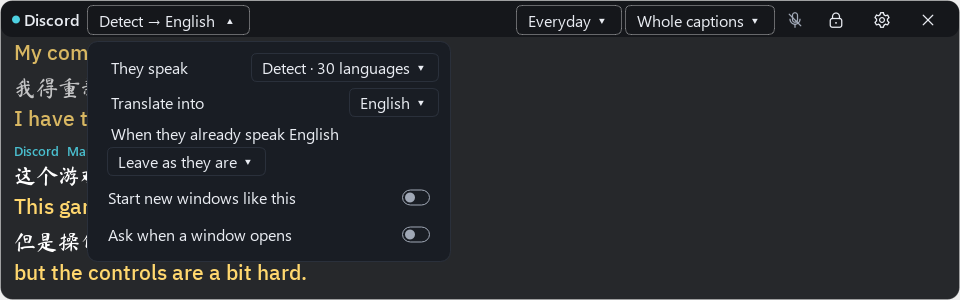 Discord Detect → English ▲ Everyday ▼ Whole captions ▼
My com
我得重
I have t
Discord Ma
这个游
This gar
但是操
but the controls are a bit hard.
They speak Detect · 30 languages ▼
Translate into English ▼
When they already speak English
Leave as they are ▼
Start new windows like this
Ask when a window opens